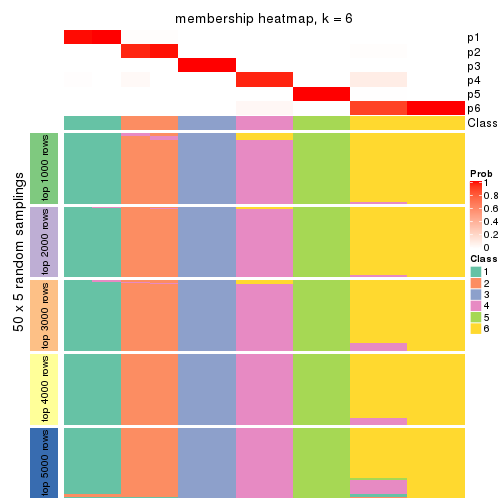 membership heatmap, k = 6
p1
p2
p3
p4
p5
p6
Class
50 x 5 random samplings
top 1000 rows
top 2000 rows
top 3000 rows
top 4000 rows
top 5000 rows
Prob
1
0.8
0.6
0.4
0.2
0
Class
1
2
3
4
5
6